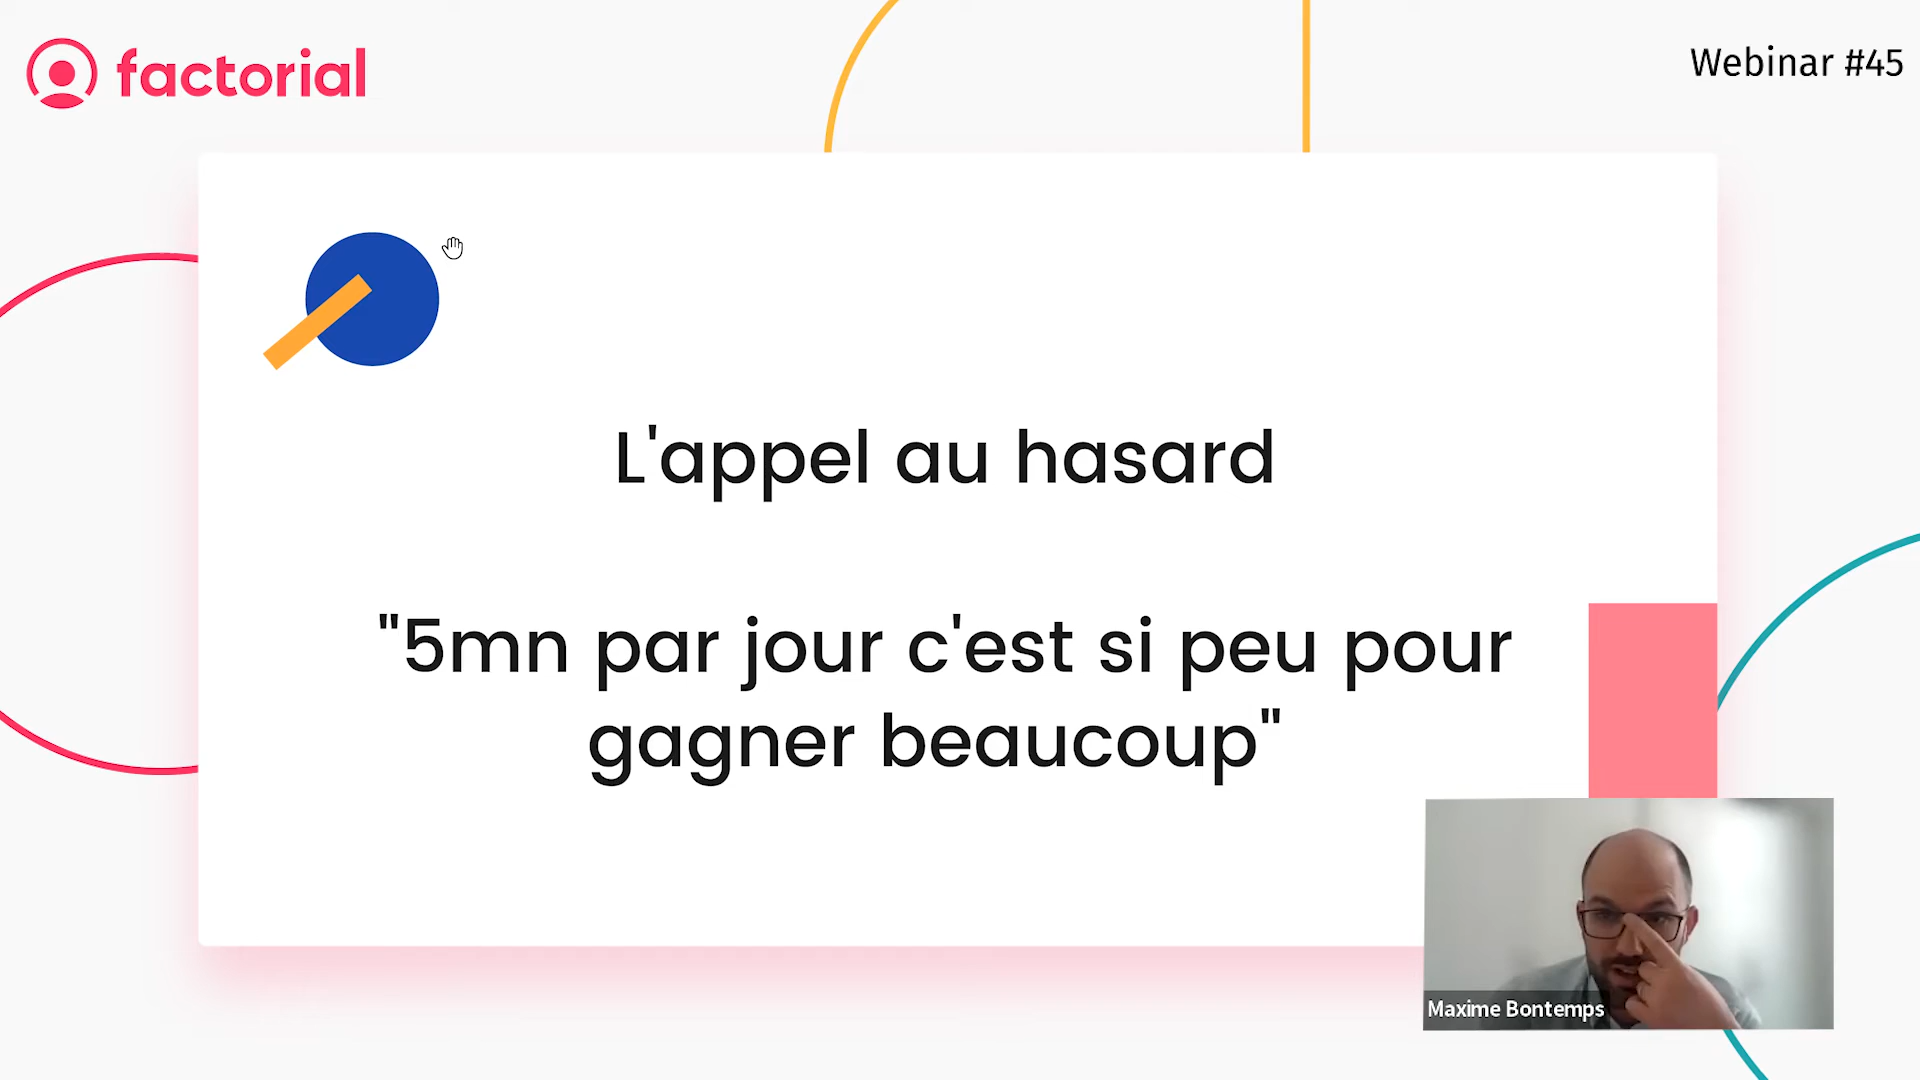 factorial
Webinar #45
L'appel au hasard
"5mn par jour c'est si peu pour
gagner beaucoup"
Maxime Bontemps